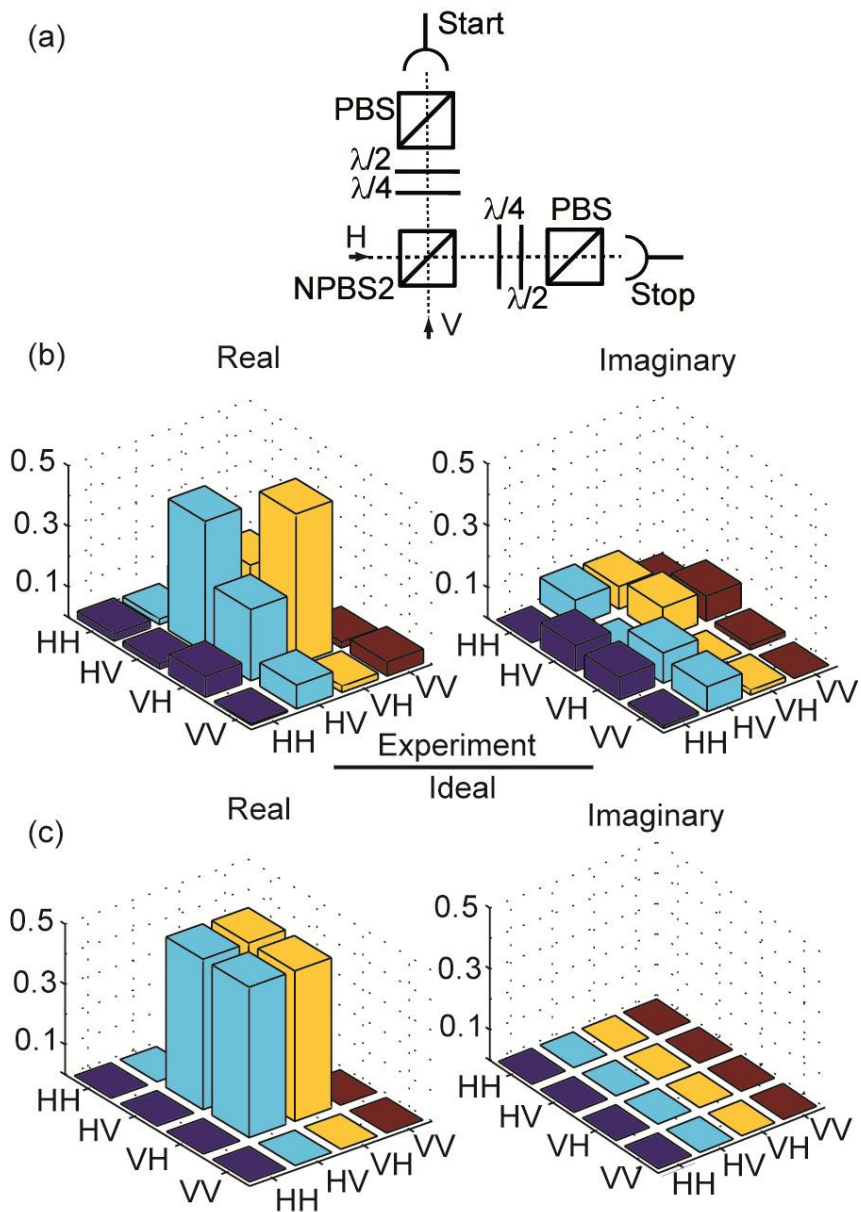 (a)
Start
PBS
λ/2
λ/4
λ/4 PBS
H
NPBS2
λ/2 Stop
V
(b)
Real Imaginary
0.5 0.5
0.3 0.3
0.1 0.1
HH HV VH VV HH HV VH VV
HH HV VH VV HH HV VH VV
Experiment
Ideal
(c)
Real Imaginary
0.5 0.5
0.3 0.3
0.1 0.1
HH HV VH VV HH HV VH VV
HH HV VH VV HH HV VH VV